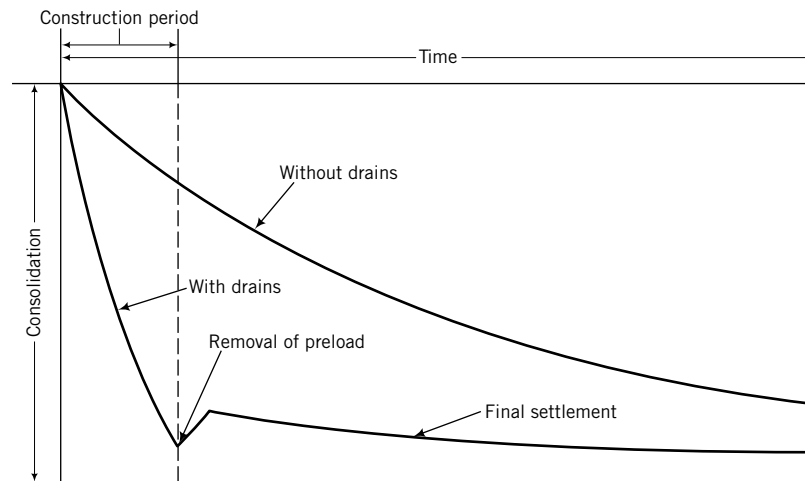 Construction period
Time
Without drains
Consolidation
With drains
Removal of preload
Final settlement